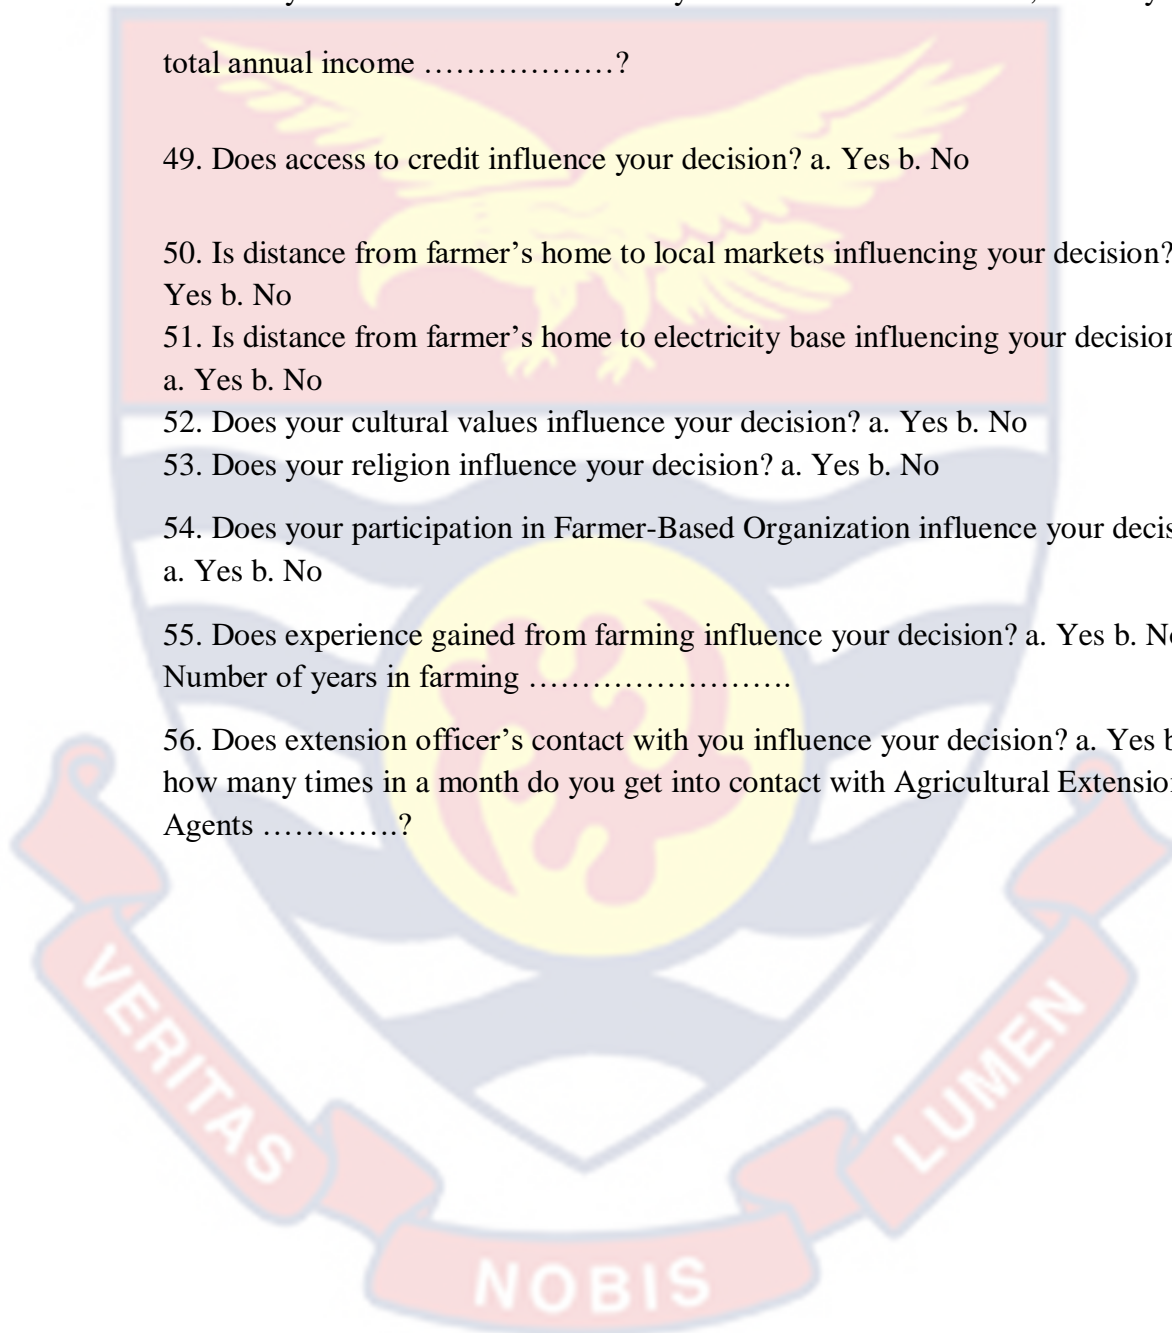 total annual income ………………?
49. Does access to credit influence your decision? a. Yes b. No
50. Is distance from farmer’s home to local markets influencing your decision?
Yes b. No
51. Is distance from farmer’s home to electricity base influencing your decision
a. Yes b. No
52. Does your cultural values influence your decision? a. Yes b. No
53. Does your religion influence your decision? a. Yes b. No
54. Does your participation in Farmer-Based Organization influence your decis
a. Yes b. No
55. Does experience gained from farming influence your decision? a. Yes b. No
Number of years in farming …………………….
56. Does extension officer’s contact with you influence your decision? a. Yes b
how many times in a month do you get into contact with Agricultural Extension
Agents ………….?
VERITAS
NOBIS
LUMEN